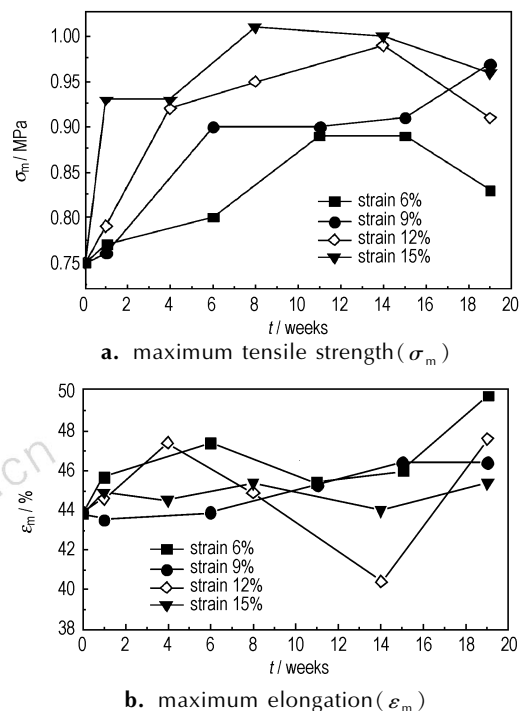 1.00
0.95
0.90
0.85
0.80
0.75
σm / MPa
strain 6%
strain 9%
strain 12%
strain 15%
0 2 4 6 8 10 12 14 16 18 20
t / weeks
a. maximum tensile strength(σm)
50
48
46
44
42
40
38
εm / %
strain 6%
strain 9%
strain 12%
strain 15%
0 2 4 6 8 10 12 14 16 18 20
t / weeks
b. maximum elongation(εm)
.cn